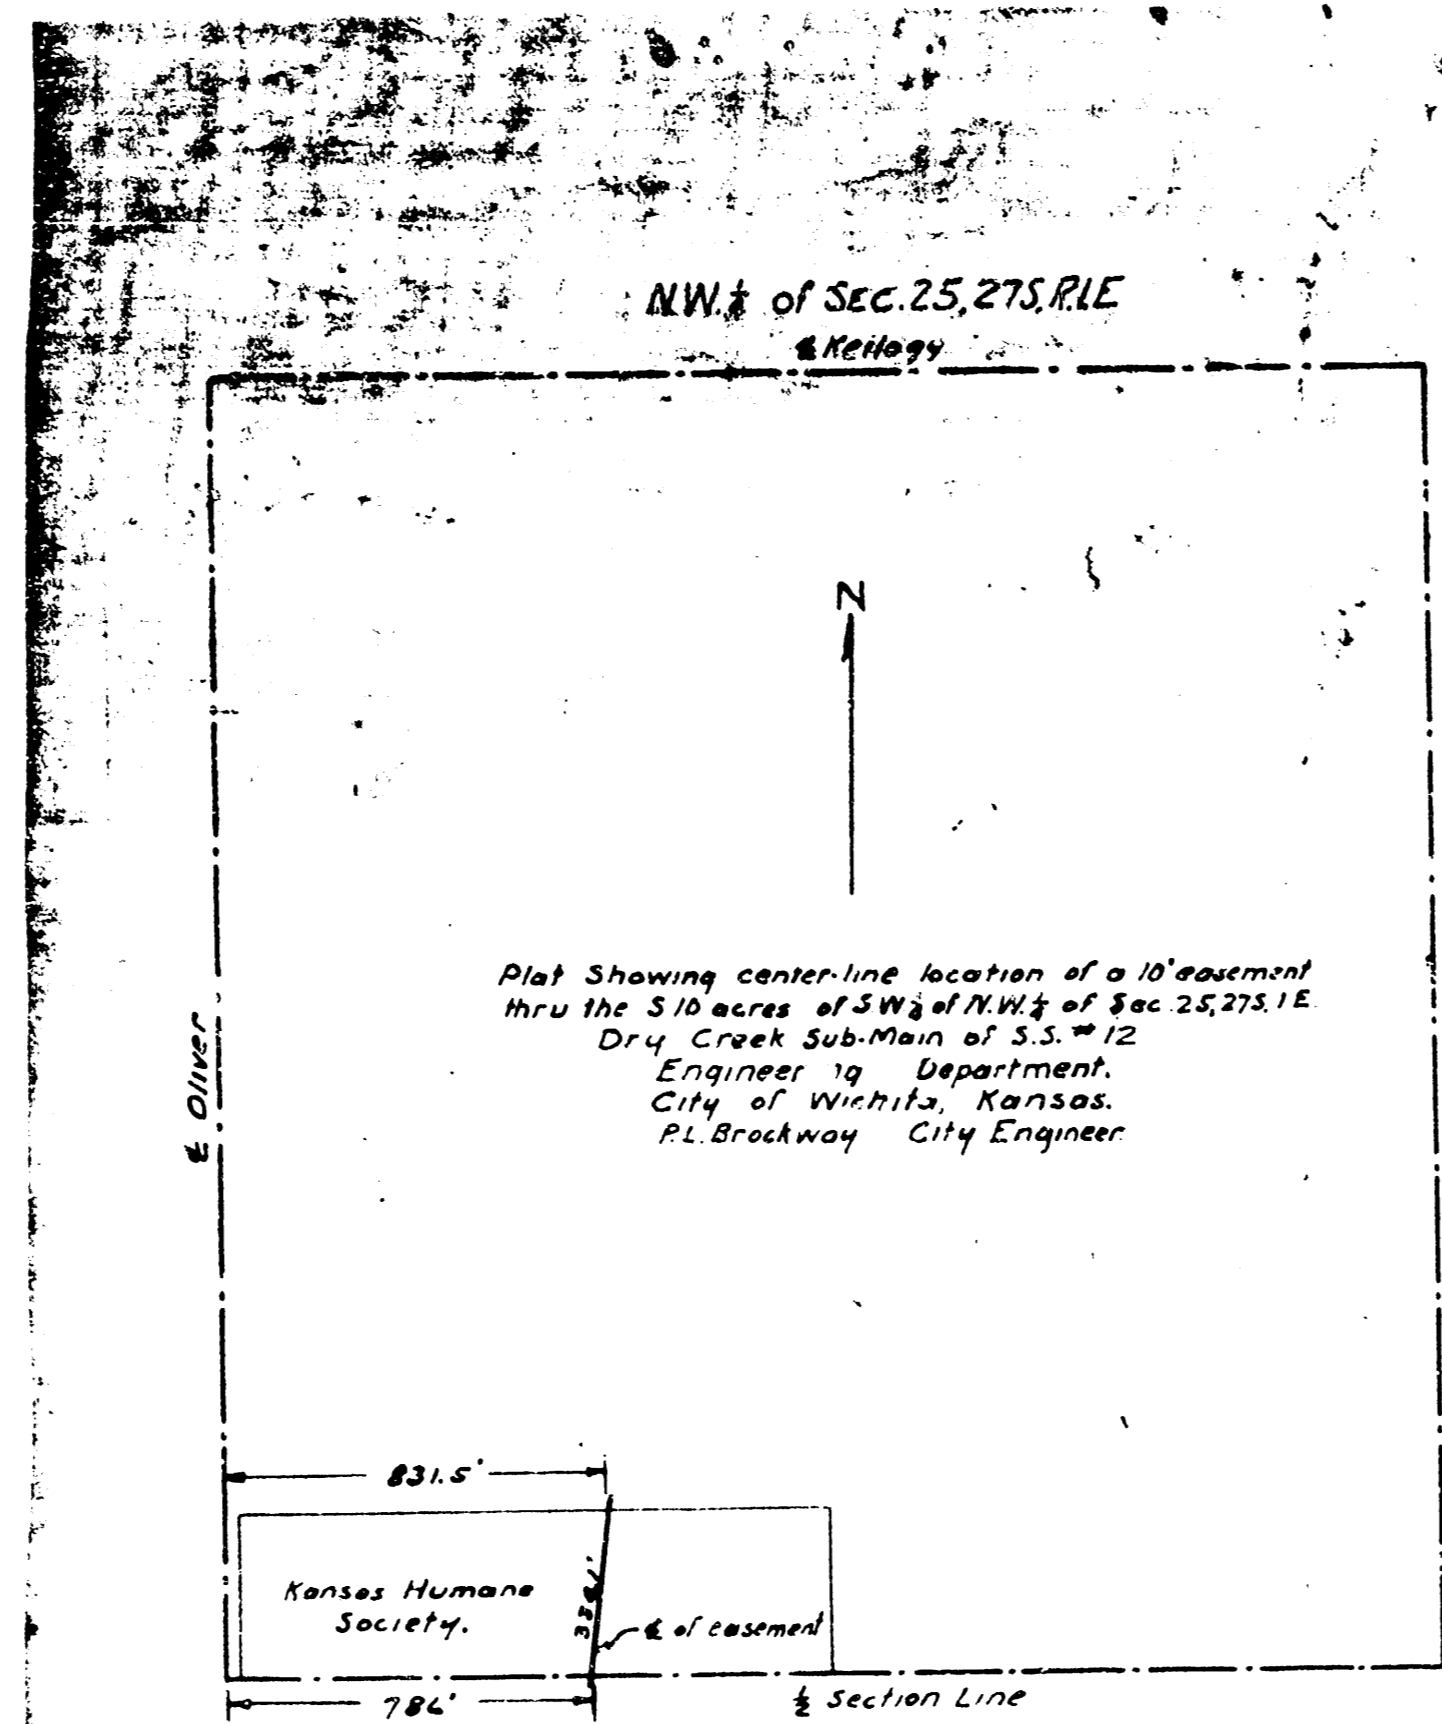 N.W.¼ of SEC.25,27S,R.1.E
℄ Kellogg
N
Plat Showing center-line location of a 10' easement
thru the S 10 acres of S.W¼ of N.W.¼ of Sec.25,27S,1E.
Dry Creek Sub-Main of S.S. #12
Engineer g Department.
City of Wichita, Kansas.
P.L. Brockway City Engineer
℄ Oliver
831.5'
Kansas Humane
Society.
℄ of easement
786'
½ Section Line